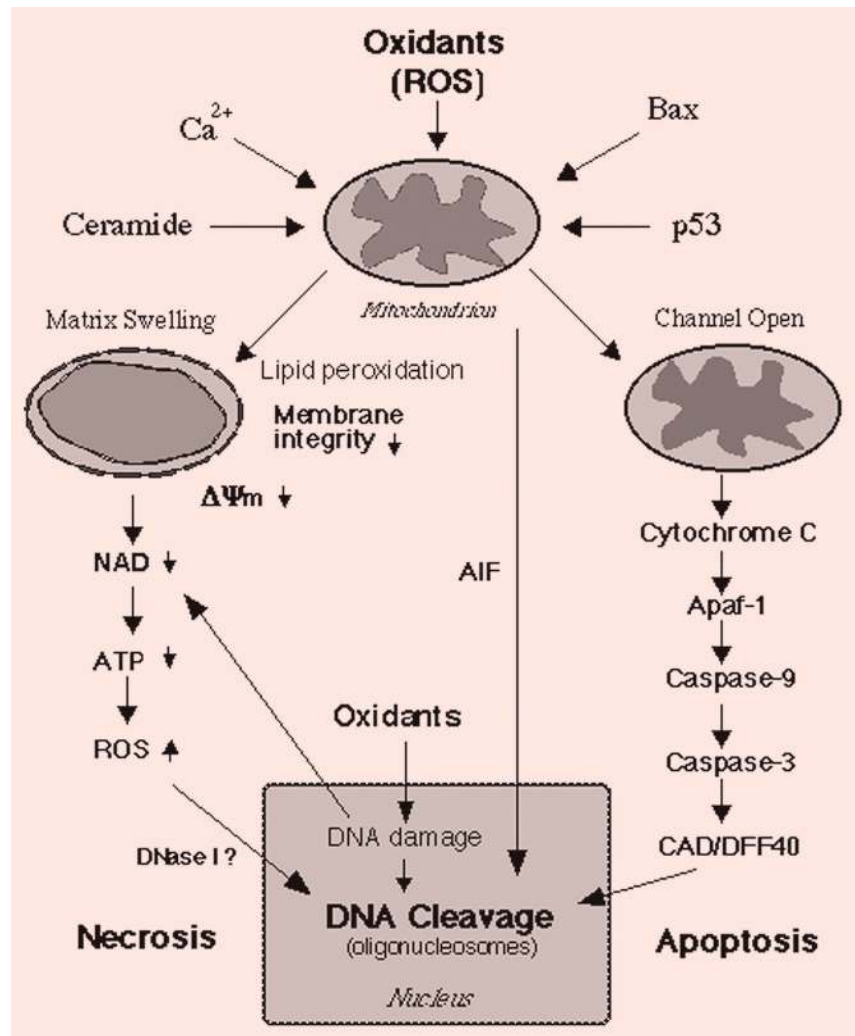 Oxidants
(ROS)
Ca2+
Bax
Ceramide
p53
Mitochondrion
Matrix Swelling
Channel Open
Lipid peroxidation
Membrane
integrity
ΔΨm
Cytochrome C
NAD
AIF
Apaf-1
ATP
Caspase-9
Oxidants
ROS
Caspase-3
DNA damage
CAD/DFF40
DNase I?
DNA Cleavage
(oligonucleosomes)
Necrosis
Apoptosis
Nucleus